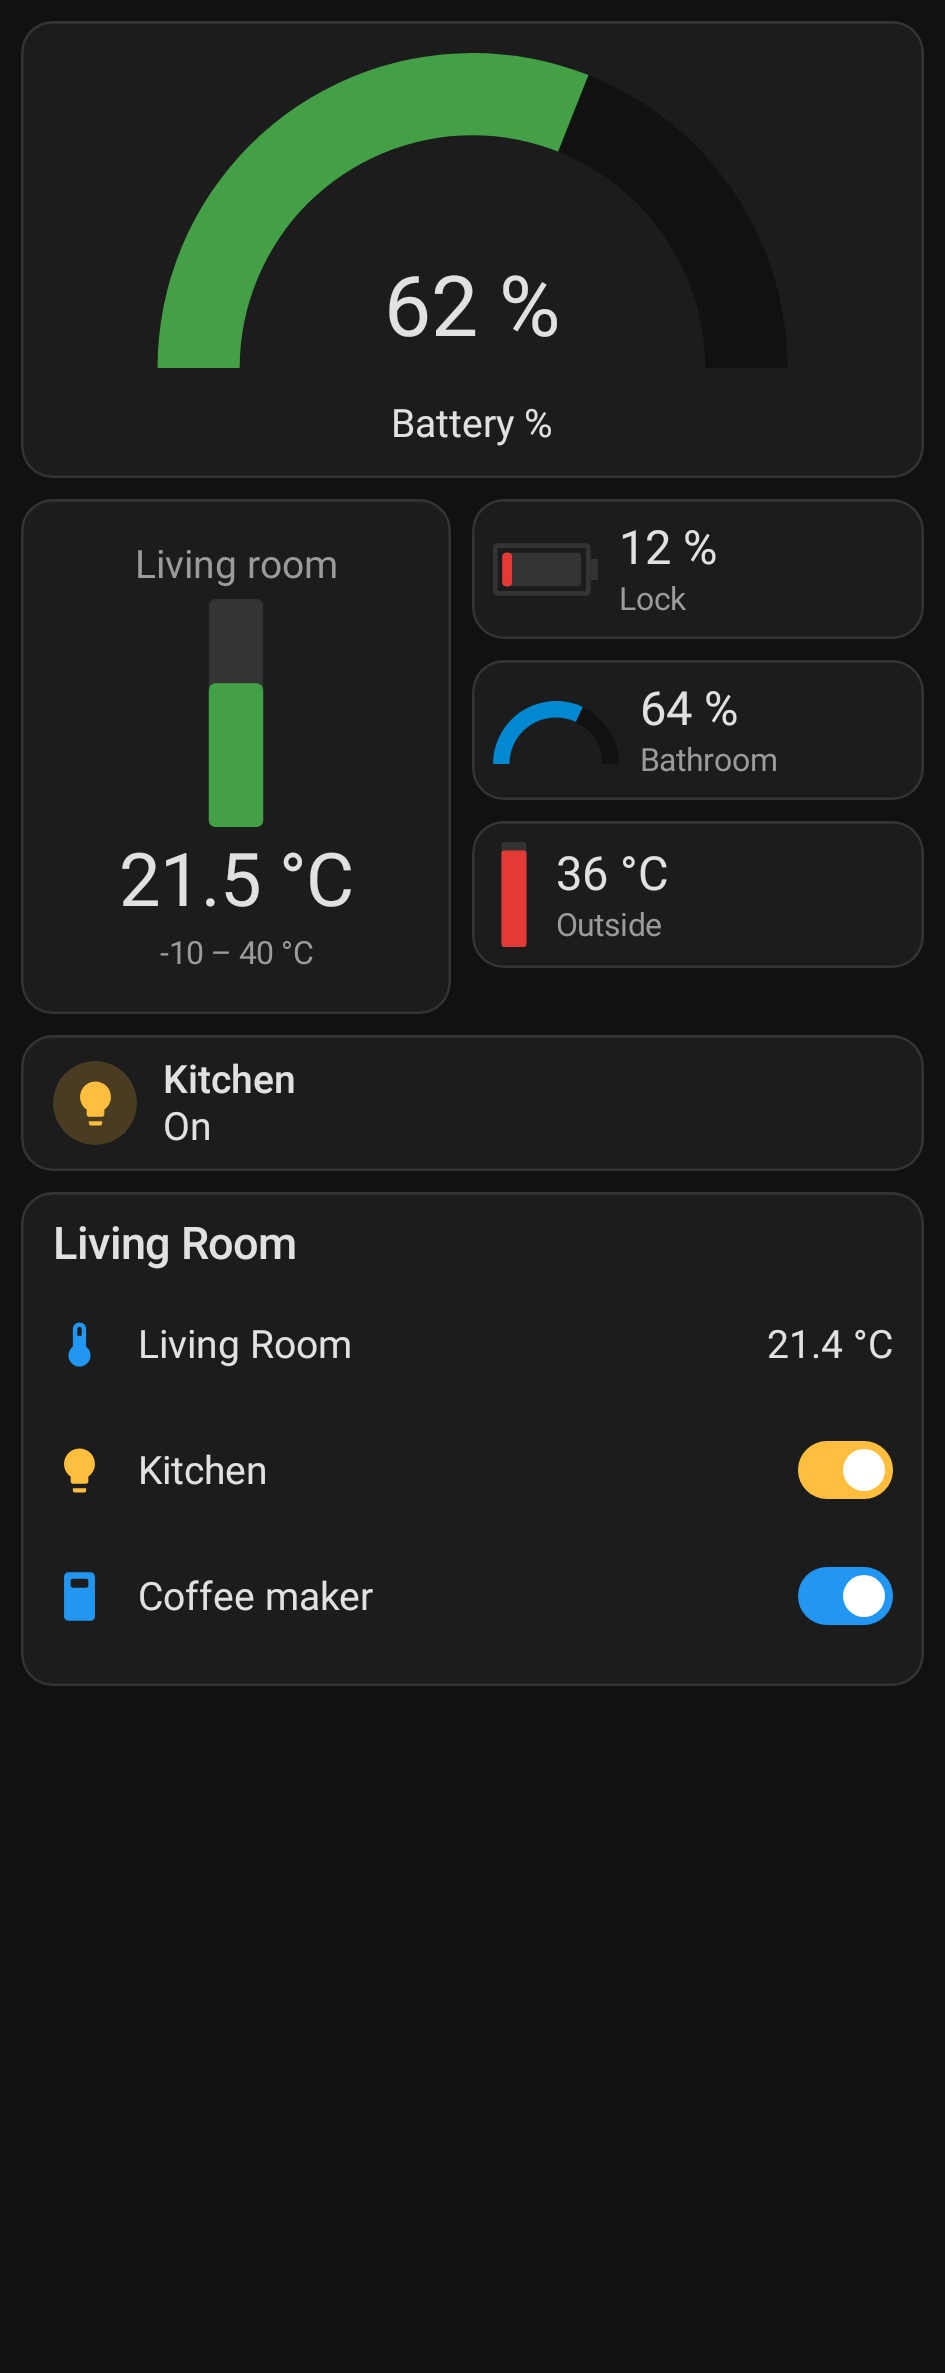 62 %
Battery %
Living room
21.5 °C
-10 – 40 °C
12 %
Lock
64 %
Bathroom
36 °C
Outside
Kitchen
On
Living Room
Living Room 21.4 °C
Kitchen
Coffee maker